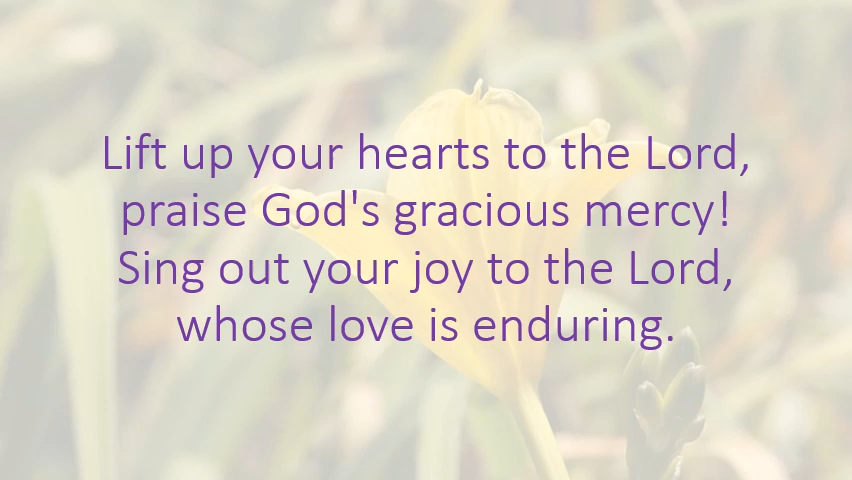 Lift up your hearts to the Lord,
praise God's gracious mercy!
Sing out your joy to the Lord,
whose love is enduring.